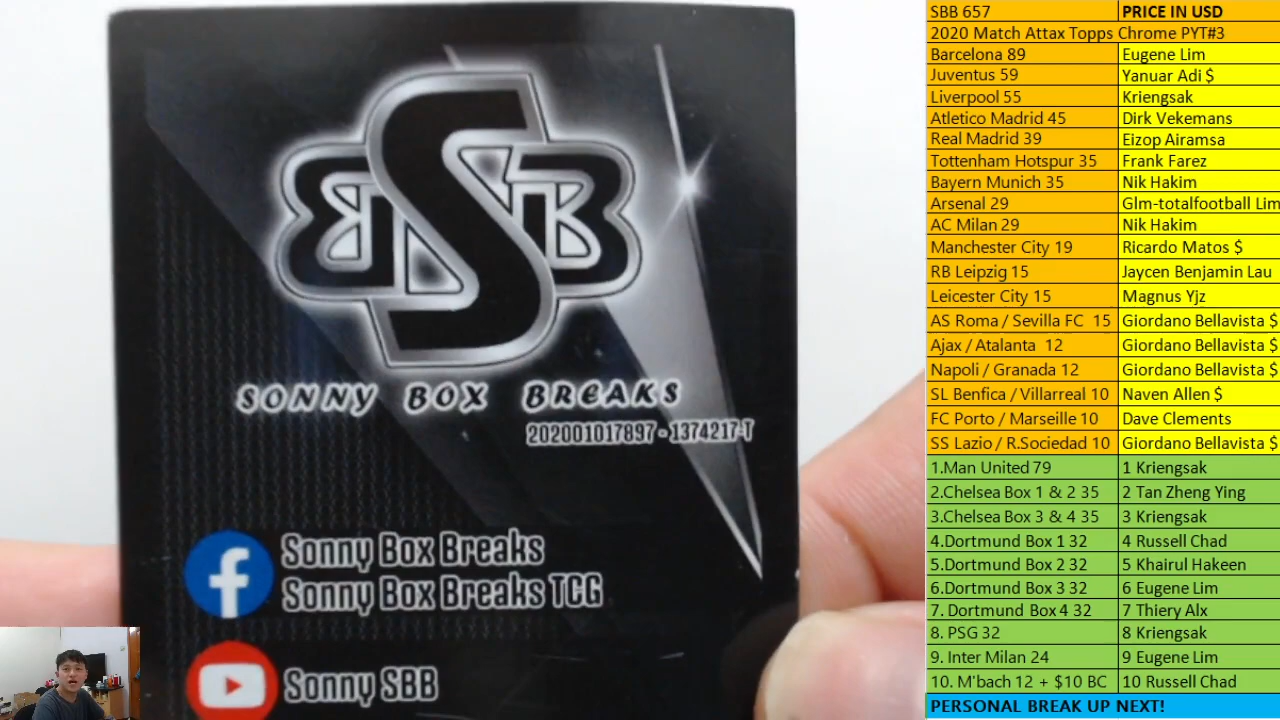 SBB
SONNY BOX BREAKS
202001017897 - 1374217-T
Sonny Box Breaks
Sonny Box Breaks TCG
Sonny SBB
SBB 657 PRICE IN USD
2020 Match Attax Topps Chrome PYT#3
Barcelona 89 Eugene Lim
Juventus 59 Yanuar Adi $
Liverpool 55 Kriengsak
Atletico Madrid 45 Dirk Vekemans
Real Madrid 39 Eizop Airamsa
Tottenham Hotspur 35 Frank Farez
Bayern Munich 35 Nik Hakim
Arsenal 29 Glm-totalfootball Lim
AC Milan 29 Nik Hakim
Manchester City 19 Ricardo Matos $
RB Leipzig 15 Jaycen Benjamin Lau
Leicester City 15 Magnus Yjz
AS Roma / Sevilla FC 15 Giordano Bellavista $
Ajax / Atalanta 12 Giordano Bellavista $
Napoli / Granada 12 Giordano Bellavista $
SL Benfica / Villarreal 10 Naven Allen $
FC Porto / Marseille 10 Dave Clements
SS Lazio / R.Sociedad 10 Giordano Bellavista $
1.Man United 79 1 Kriengsak
2.Chelsea Box 1 & 2 35 2 Tan Zheng Ying
3.Chelsea Box 3 & 4 35 3 Kriengsak
4.Dortmund Box 1 32 4 Russell Chad
5.Dortmund Box 2 32 5 Khairul Hakeen
6.Dortmund Box 3 32 6 Eugene Lim
7. Dortmund Box 4 32 7 Thiery Alx
8. PSG 32 8 Kriengsak
9. Inter Milan 24 9 Eugene Lim
10. M'bach 12 + $10 BC 10 Russell Chad
PERSONAL BREAK UP NEXT!